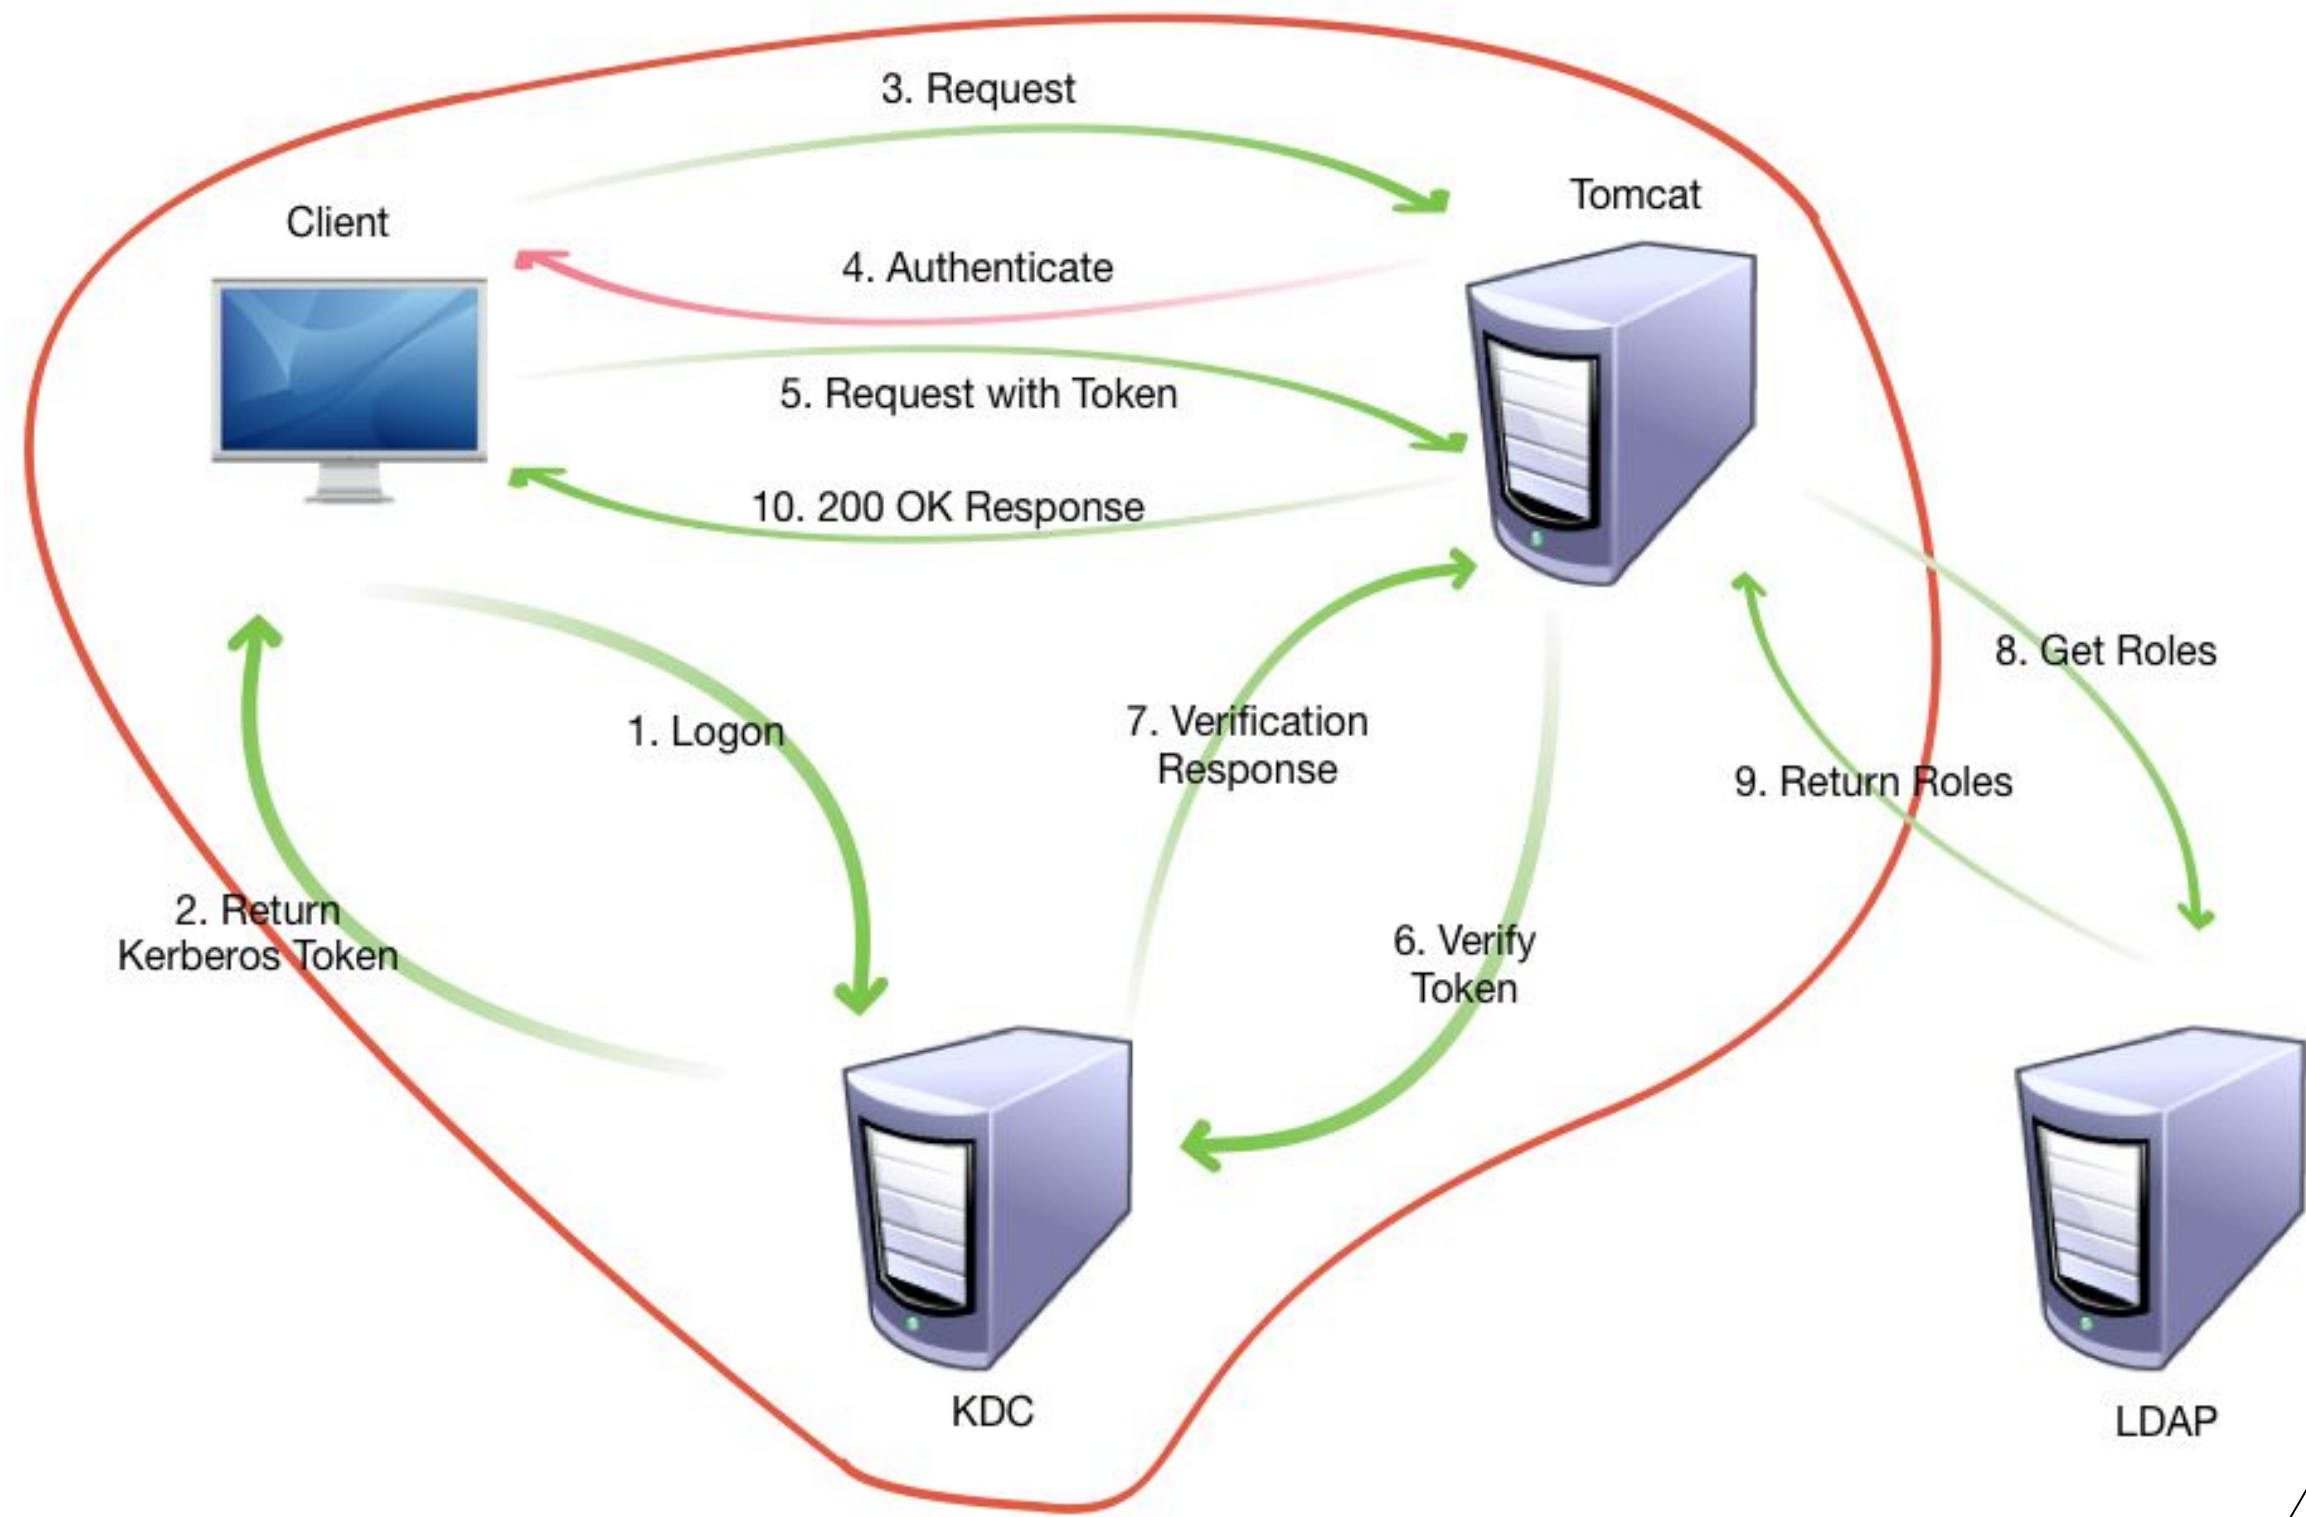 3. Request
Tomcat
Client
4. Authenticate
5. Request with Token
10. 200 OK Response
8. Get Roles
1. Logon
7. Verification
Response
9. Return Roles
2. Return
Kerberos Token
6. Verify
Token
KDC
LDAP